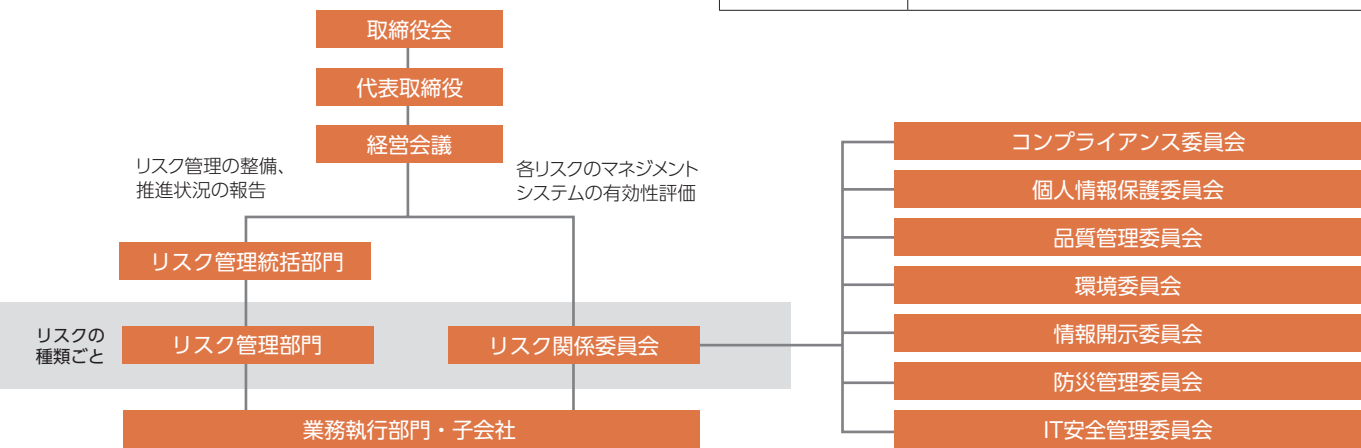 取締役会
代表取締役
経営会議
リスク管理の整備、
推進状況の報告
各リスクのマネジメント
システムの有効性評価
リスク管理統括部門
リスクの
種類ごと
リスク管理部門
リスク関係委員会
業務執行部門・子会社
コンプライアンス委員会
個人情報保護委員会
品質管理委員会
環境委員会
情報開示委員会
防災管理委員会
IT安全管理委員会